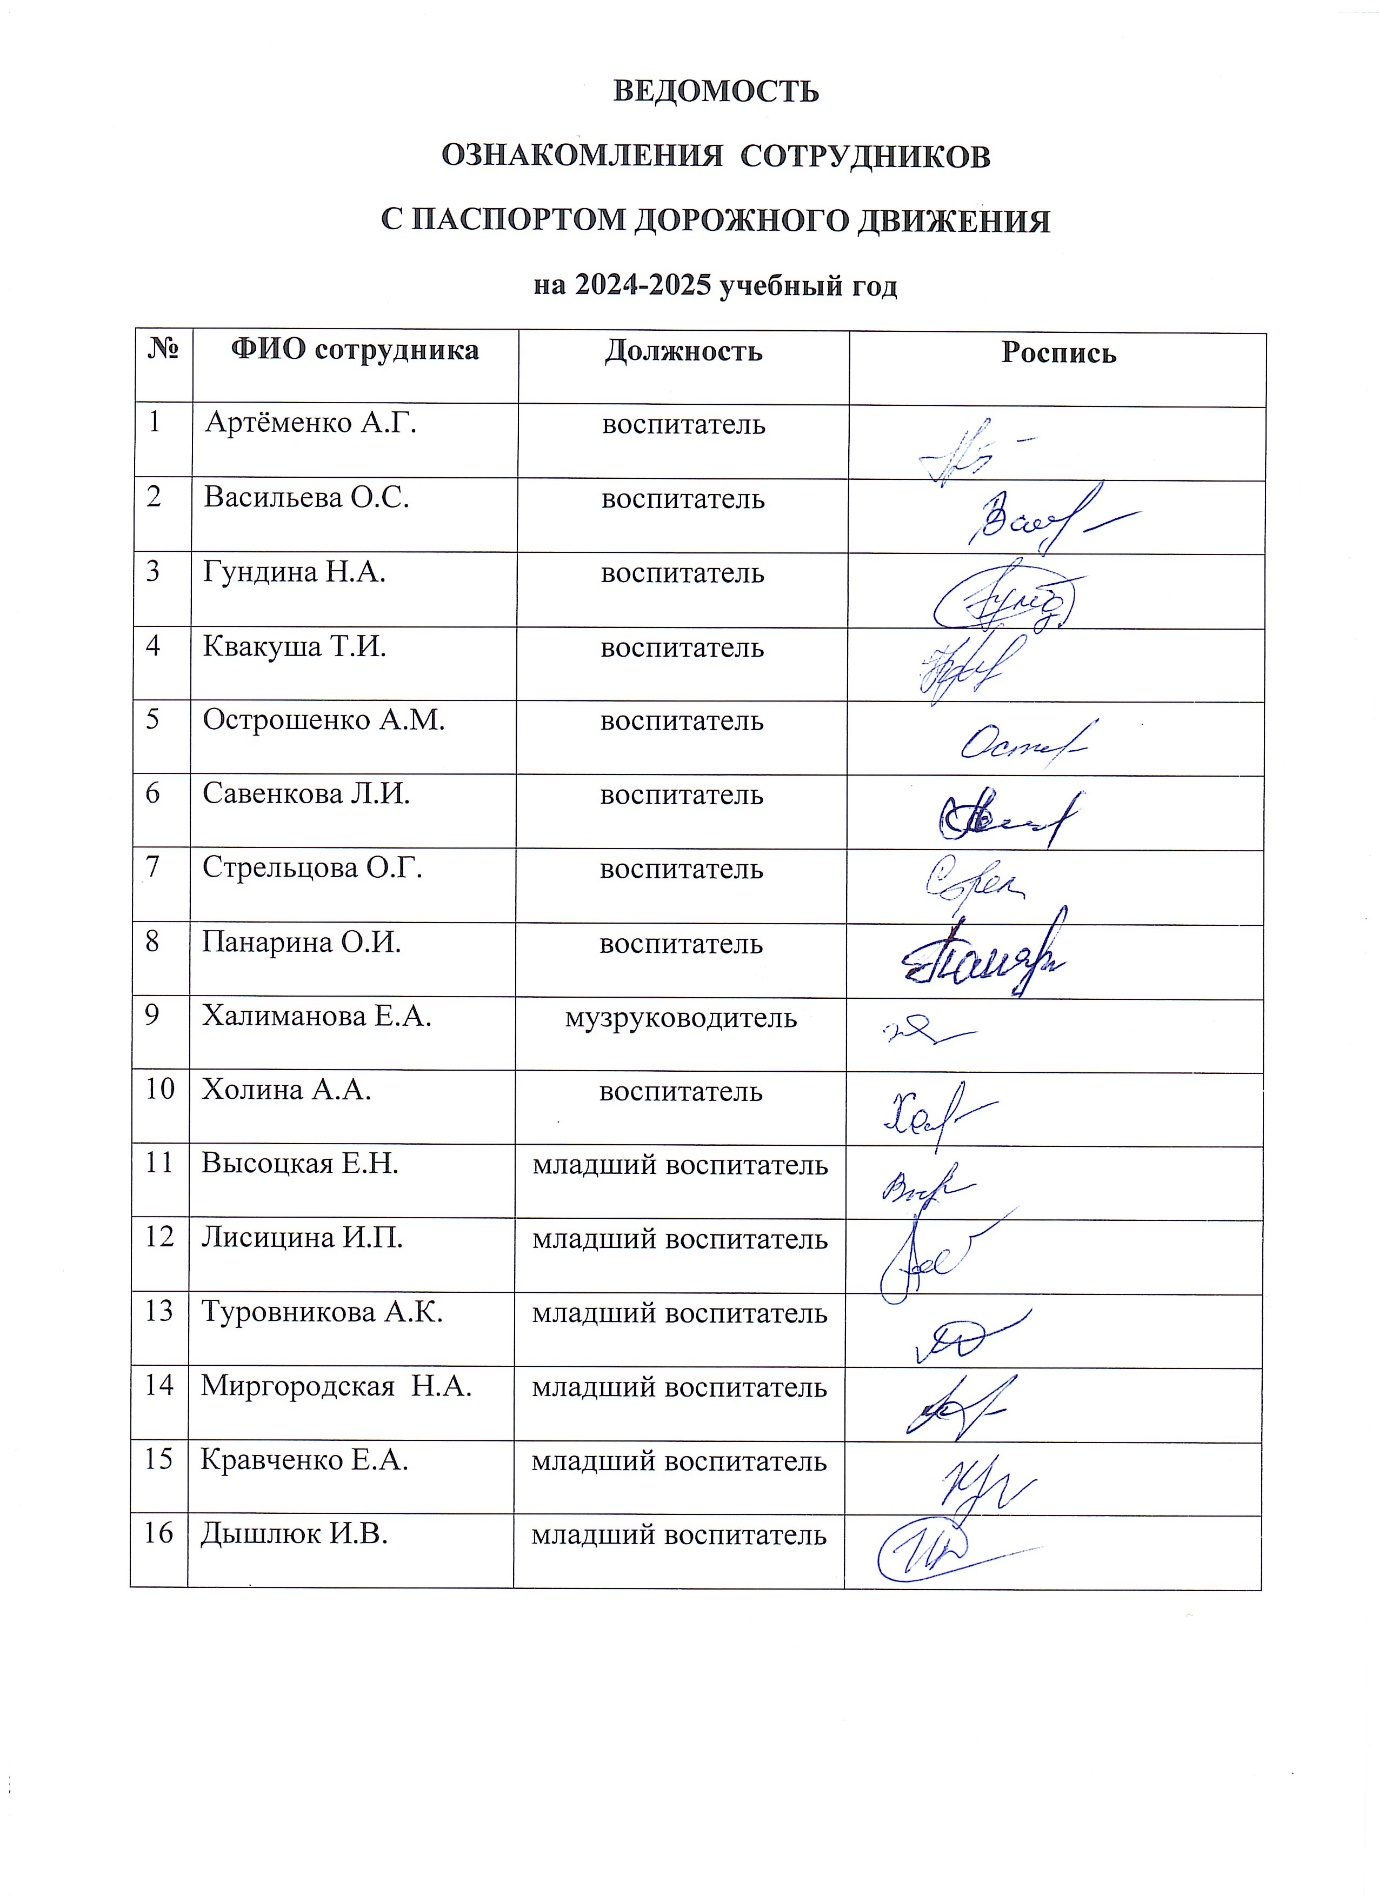 ВЕДОМОСТЬ
ОЗНАКОМЛЕНИЯ СОТРУДНИКОВ
С ПАСПОРТОМ ДОРОЖНОГО ДВИЖЕНИЯ
на 2024-2025 учебный год
№ ФИО сотрудника Должность Роспись
1 Артёменко А.Г. воспитатель
2 Васильева О.С. воспитатель
3 Гундина Н.А. воспитатель
4 Квакуша Т.И. воспитатель
5 Острошенко А.М. воспитатель
6 Савенкова Л.И. воспитатель
7 Стрельцова О.Г. воспитатель
8 Панарина О.И. воспитатель
9 Халиманова Е.А. музруководитель
10 Холина А.А. воспитатель
11 Высоцкая Е.Н. младший воспитатель
12 Лисицина И.П. младший воспитатель
13 Туровникова А.К. младший воспитатель
14 Миргородская Н.А. младший воспитатель
15 Кравченко Е.А. младший воспитатель
16 Дышлюк И.В. младший воспитатель